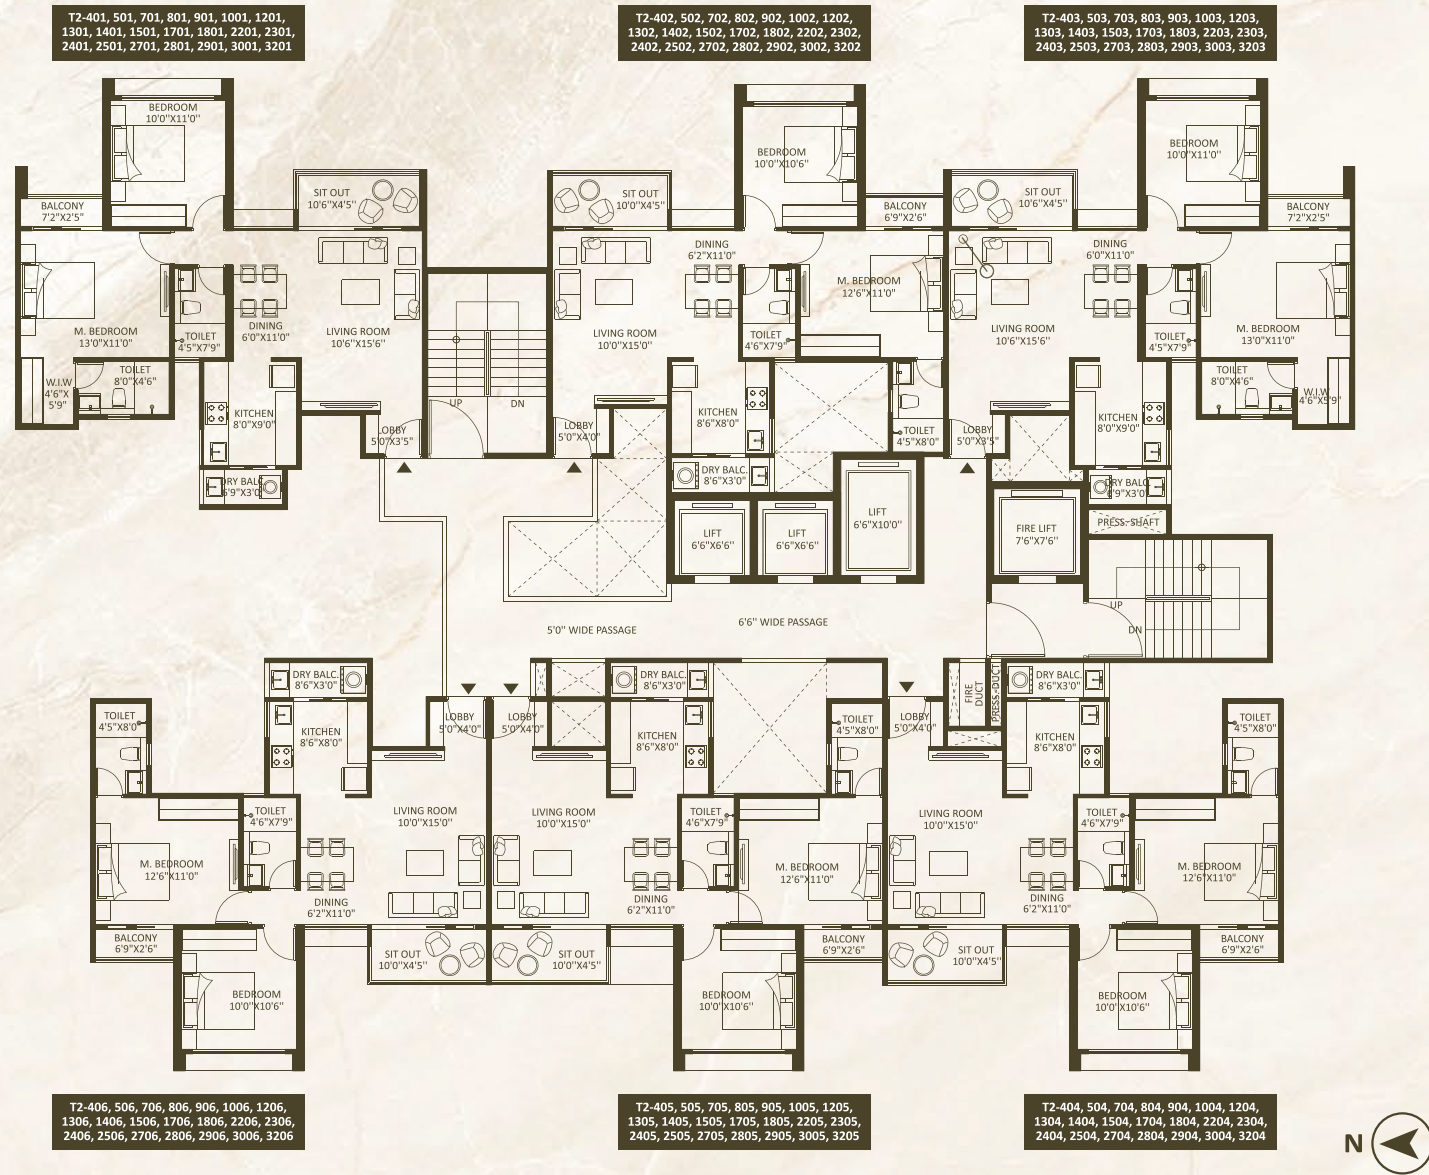 T2-401, 501, 701, 801, 901, 1001, 1201,
1301, 1401, 1501, 1701, 1801, 2201, 2301,
2401, 2501, 2701, 2801, 2901, 3001, 3201
T2-402, 502, 702, 802, 902, 1002, 1202,
1302, 1402, 1502, 1702, 1802, 2202, 2302,
2402, 2502, 2702, 2802, 2902, 3002, 3202
T2-403, 503, 703, 803, 903, 1003, 1203,
1303, 1403, 1503, 1703, 1803, 2203, 2303,
2403, 2503, 2703, 2803, 2903, 3003, 3203
BEDROOM
10'0"X11'0"
SIT OUT
10'6"X4'5"
BALCONY
7'2"X2'5"
M. BEDROOM
13'0"X11'0"
TOILET
4'5"X7'9"
DINING
6'0"X11'0"
LIVING ROOM
10'6"X15'6"
W.I.W
4'6"X
5'9"
TOILET
8'0"X4'6"
KITCHEN
8'0"X9'0"
LOBBY
5'0"X3'5"
DRY BALC.
6'9"X3'0"
UP
DN
BEDROOM
10'0"X10'6"
SIT OUT
10'0"X4'5"
BALCONY
6'9"X2'6"
DINING
6'2"X11'0"
M. BEDROOM
12'6"X11'0"
LIVING ROOM
10'0"X15'0"
TOILET
4'6"X7'9"
LOBBY
5'0"X4'0"
KITCHEN
8'6"X8'0"
TOILET
4'5"X8'0"
DRY BALC.
8'6"X3'0"
BEDROOM
10'0"X11'0"
SIT OUT
10'6"X4'5"
BALCONY
7'2"X2'5"
DINING
6'0"X11'0"
LIVING ROOM
10'6"X15'6"
TOILET
4'5"X7'9"
M. BEDROOM
13'0"X11'0"
TOILET
8'0"X4'6"
W.I.W
4'6"X5'9"
LOBBY
5'0"X3'5"
KITCHEN
8'0"X9'0"
DRY BALC.
6'9"X3'0"
PRESS. SHAFT
LIFT
6'6"X6'6"
LIFT
6'6"X6'6"
LIFT
6'6"X10'0"
FIRE LIFT
7'6"X7'6"
UP
DN
5'0" WIDE PASSAGE
6'6" WIDE PASSAGE
DRY BALC.
8'6"X3'0"
TOILET
4'5"X8'0"
KITCHEN
8'6"X8'0"
LOBBY
5'0"X4'0"
TOILET
4'6"X7'9"
LIVING ROOM
10'0"X15'0"
M. BEDROOM
12'6"X11'0"
DINING
6'2"X11'0"
BALCONY
6'9"X2'6"
SIT OUT
10'0"X4'5"
BEDROOM
10'0"X10'6"
DRY BALC.
8'6"X3'0"
LOBBY
5'0"X4'0"
KITCHEN
8'6"X8'0"
TOILET
4'5"X8'0"
LIVING ROOM
10'0"X15'0"
TOILET
4'6"X7'9"
M. BEDROOM
12'6"X11'0"
DINING
6'2"X11'0"
SIT OUT
10'0"X4'5"
BALCONY
6'9"X2'6"
BEDROOM
10'0"X10'6"
FIRE
DUCT
PRESS. DUCT
DRY BALC.
8'6"X3'0"
LOBBY
5'0"X4'0"
KITCHEN
8'6"X8'0"
TOILET
4'5"X8'0"
LIVING ROOM
10'0"X15'0"
TOILET
4'6"X7'9"
M. BEDROOM
12'6"X11'0"
DINING
6'2"X11'0"
SIT OUT
10'0"X4'5"
BALCONY
6'9"X2'6"
BEDROOM
10'0"X10'6"
T2-406, 506, 706, 806, 906, 1006, 1206,
1306, 1406, 1506, 1706, 1806, 2206, 2306,
2406, 2506, 2706, 2806, 2906, 3006, 3206
T2-405, 505, 705, 805, 905, 1005, 1205,
1305, 1405, 1505, 1705, 1805, 2205, 2305,
2405, 2505, 2705, 2805, 2905, 3005, 3205
T2-404, 504, 704, 804, 904, 1004, 1204,
1304, 1404, 1504, 1704, 1804, 2204, 2304,
2404, 2504, 2704, 2804, 2904, 3004, 3204
N